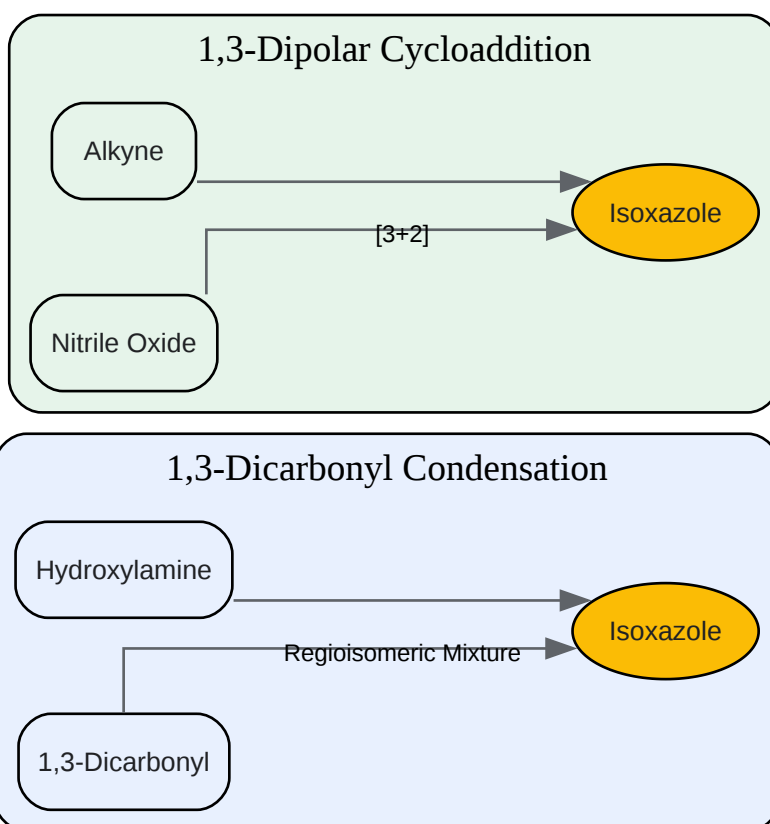 1,3-Dipolar Cycloaddition
Alkyne
Isoxazole
[3+2]
Nitrile Oxide
1,3-Dicarbonyl Condensation
Hydroxylamine
Isoxazole
Regioisomeric Mixture
1,3-Dicarbonyl